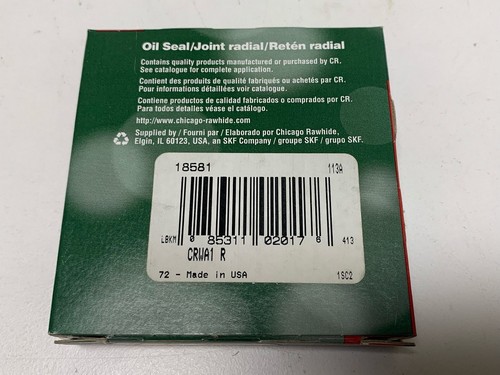 Oil Seal/Joint radial/Retén radial
Contains quality products manufactured or purchased by CR.
See catalogue for complete application.
Contient des produits de qualité fabriqués ou achetés par CR.
Pour informations détaillées voir catalogue.
Contiene productos de calidad fabricados o comprados por CR.
Para todos detalles véase el catálogo.
http://www.chicago-rawhide.com
Supplied by / Fourni par / Elaborado por Chicago Rawhide,
Elgin, IL 60123, USA, an SKF Company / groupe SKF / grupo SKF.
18581 113A
LBKM 0 85311 02017 6 413
CRWA1 R
72 - Made in USA 1SC2